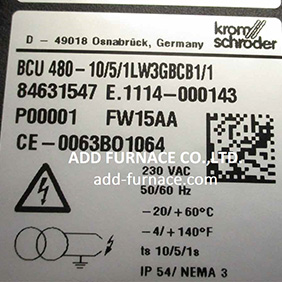 krom
schröder
D - 49018 Osnabrück, Germany
BCU 480-10/5/1LW3GBCB1/1
84631547 E.1114-000143
P00001 FW15AA
CE-0063BO1064
ADD FURNACE CO.,LTD
add-furnace.com
230 VAC
50/60 Hz
-20/+60°C
-4/+140°F
ts 10/5/1s
IP 54/ NEMA 3